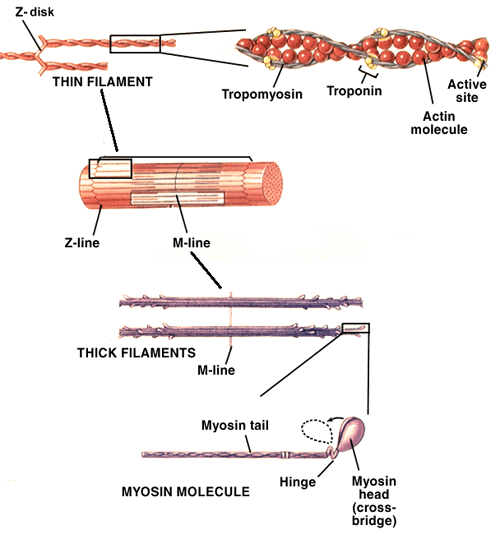 Z-disk
THIN FILAMENT
Tropomyosin
Troponin
Actin
molecule
Active
site
Z-line
M-line
THICK FILAMENTS
M-line
Myosin tail
MYOSIN MOLECULE
Hinge
Myosin
head
(cross-
bridge)